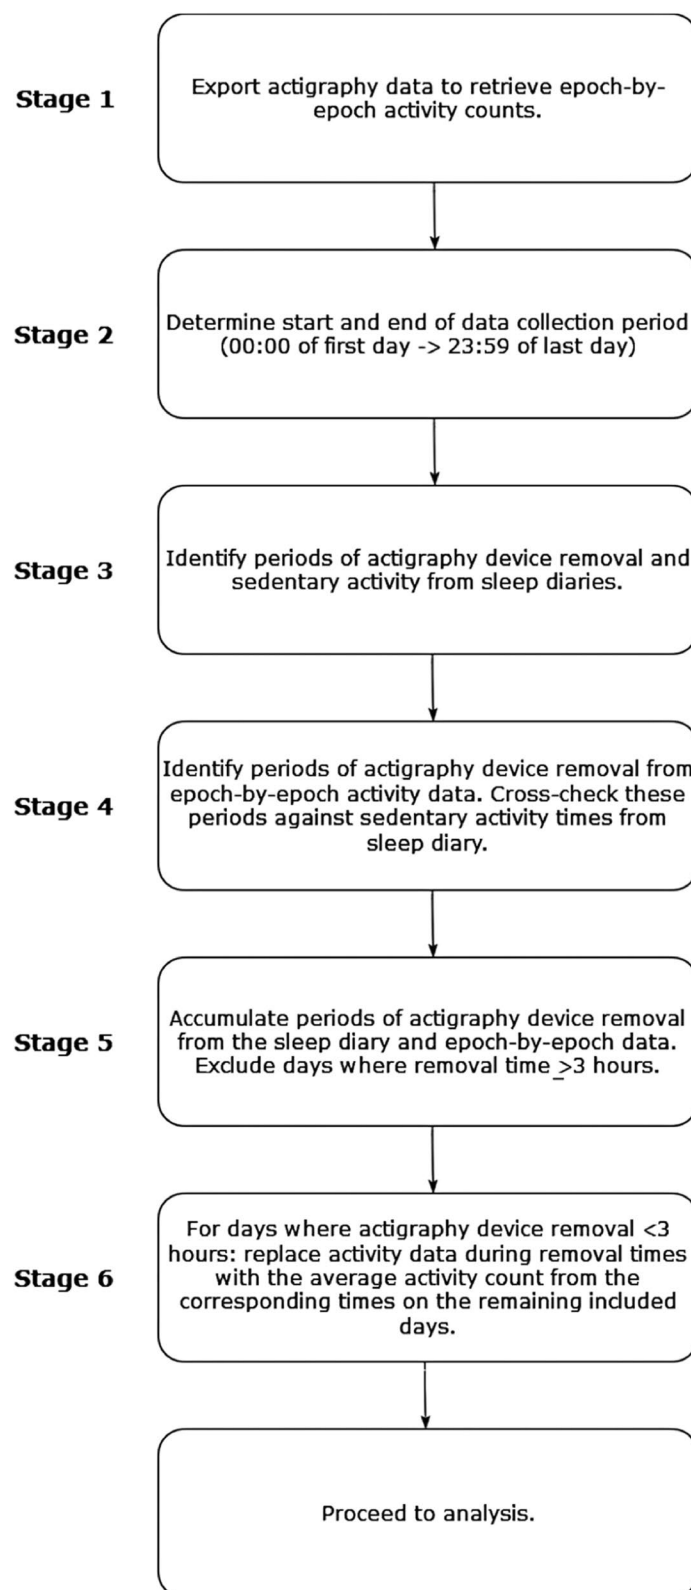 Stage 1
Export actigraphy data to retrieve epoch-by-
epoch activity counts.
Stage 2
Determine start and end of data collection period
(00:00 of first day -> 23:59 of last day)
Stage 3
Identify periods of actigraphy device removal and
sedentary activity from sleep diaries.
Stage 4
Identify periods of actigraphy device removal from
epoch-by-epoch activity data. Cross-check these
periods against sedentary activity times from
sleep diary.
Stage 5
Accumulate periods of actigraphy device removal
from the sleep diary and epoch-by-epoch data.
Exclude days where removal time _>3 hours.
Stage 6
For days where actigraphy device removal <3
hours: replace activity data during removal times
with the average activity count from the
corresponding times on the remaining included
days.
Proceed to analysis.